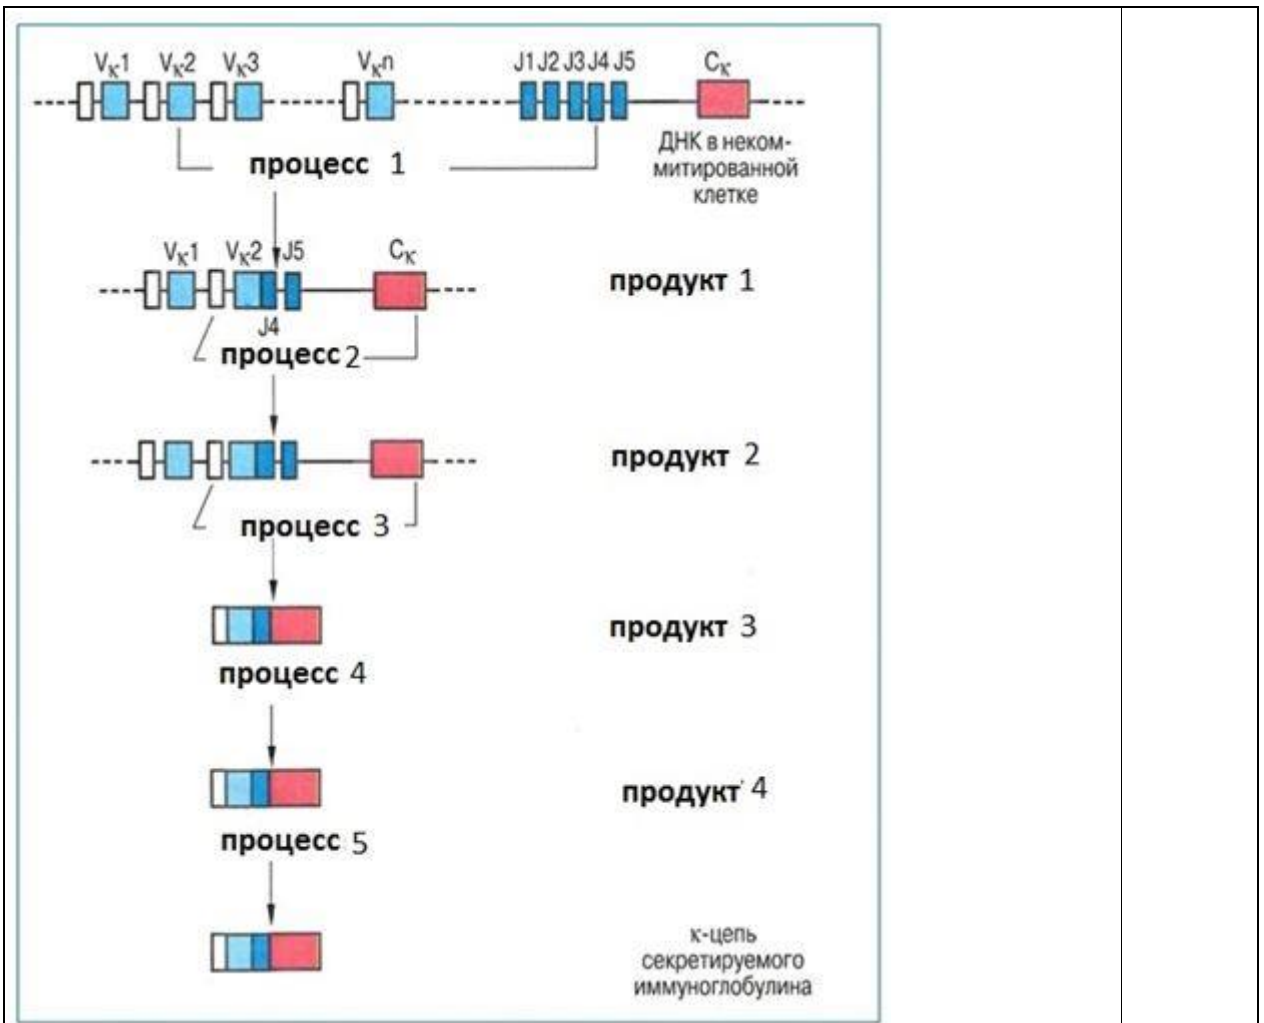 Vκ1 Vκ2 Vκ3 Vκn J1 J2 J3 J4 J5 Cκ
ДНК в неком-
митированной
клетке
процесс 1
Vκ1 Vκ2 J5 Cκ
продукт 1
J4
процесс 2
продукт 2
процесс 3
продукт 3
процесс 4
продукт 4
процесс 5
κ-цепь
секретируемого
иммуноглобулина